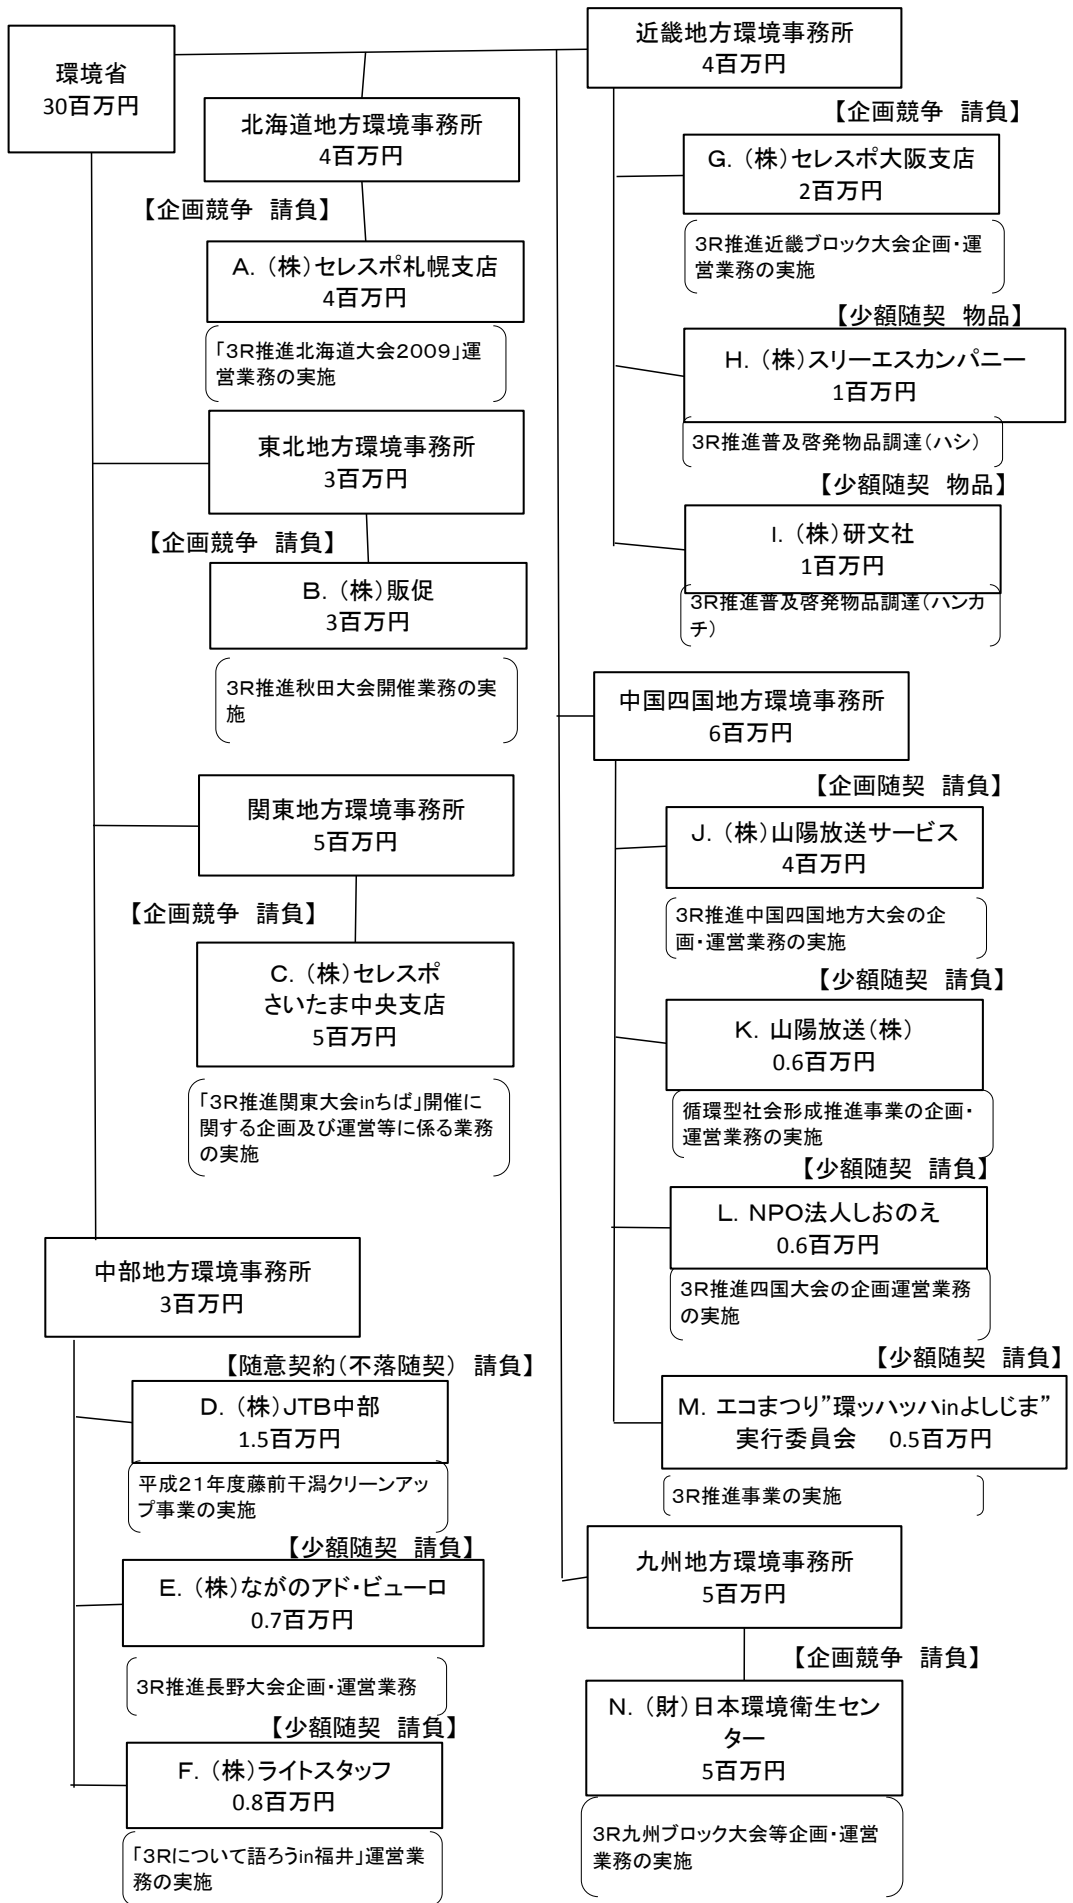 環境省
30百万円
北海道地方環境事務所
4百万円
【企画競争　請負】
A.（株）セレスポ札幌支店
4百万円
「3R推進北海道大会2009」運
営業務の実施
東北地方環境事務所
3百万円
【企画競争　請負】
B.（株）販促
3百万円
3R推進秋田大会開催業務の実
施
関東地方環境事務所
5百万円
【企画競争　請負】
C.（株）セレスポ
さいたま中央支店
5百万円
「3R推進関東大会inちば」開催に
関する企画及び運営等に係る業務
の実施
中部地方環境事務所
3百万円
【随意契約（不落随契）　請負】
D.（株）JTB中部
1.5百万円
平成21年度藤前干潟クリーンアッ
プ事業の実施
【少額随契　請負】
E.（株）ながのアド・ビューロ
0.7百万円
3R推進長野大会企画・運営業務
【少額随契　請負】
F.（株）ライトスタッフ
0.8百万円
「3Rについて語ろうin福井」運営業
務の実施
近畿地方環境事務所
4百万円
【企画競争　請負】
G.（株）セレスポ大阪支店
2百万円
3R推進近畿ブロック大会企画・運
営業務の実施
【少額随契　物品】
H.（株）スリーエスカンパニー
1百万円
3R推進普及啓発物品調達（ハシ）
【少額随契　物品】
I.（株）研文社
1百万円
3R推進普及啓発物品調達（ハンカ
チ）
中国四国地方環境事務所
6百万円
【企画随契　請負】
J.（株）山陽放送サービス
4百万円
3R推進中国四国地方大会の企
画・運営業務の実施
【少額随契　請負】
K. 山陽放送（株）
0.6百万円
循環型社会形成推進事業の企画・
運営業務の実施
【少額随契　請負】
L. NPO法人しおのえ
0.6百万円
3R推進四国大会の企画運営業務
の実施
【少額随契　請負】
M. エコまつり”環ッハッハinよしじま”
実行委員会　0.5百万円
3R推進事業の実施
九州地方環境事務所
5百万円
【企画競争　請負】
N.（財）日本環境衛生セン
ター
5百万円
3R九州ブロック大会等企画・運営
業務の実施